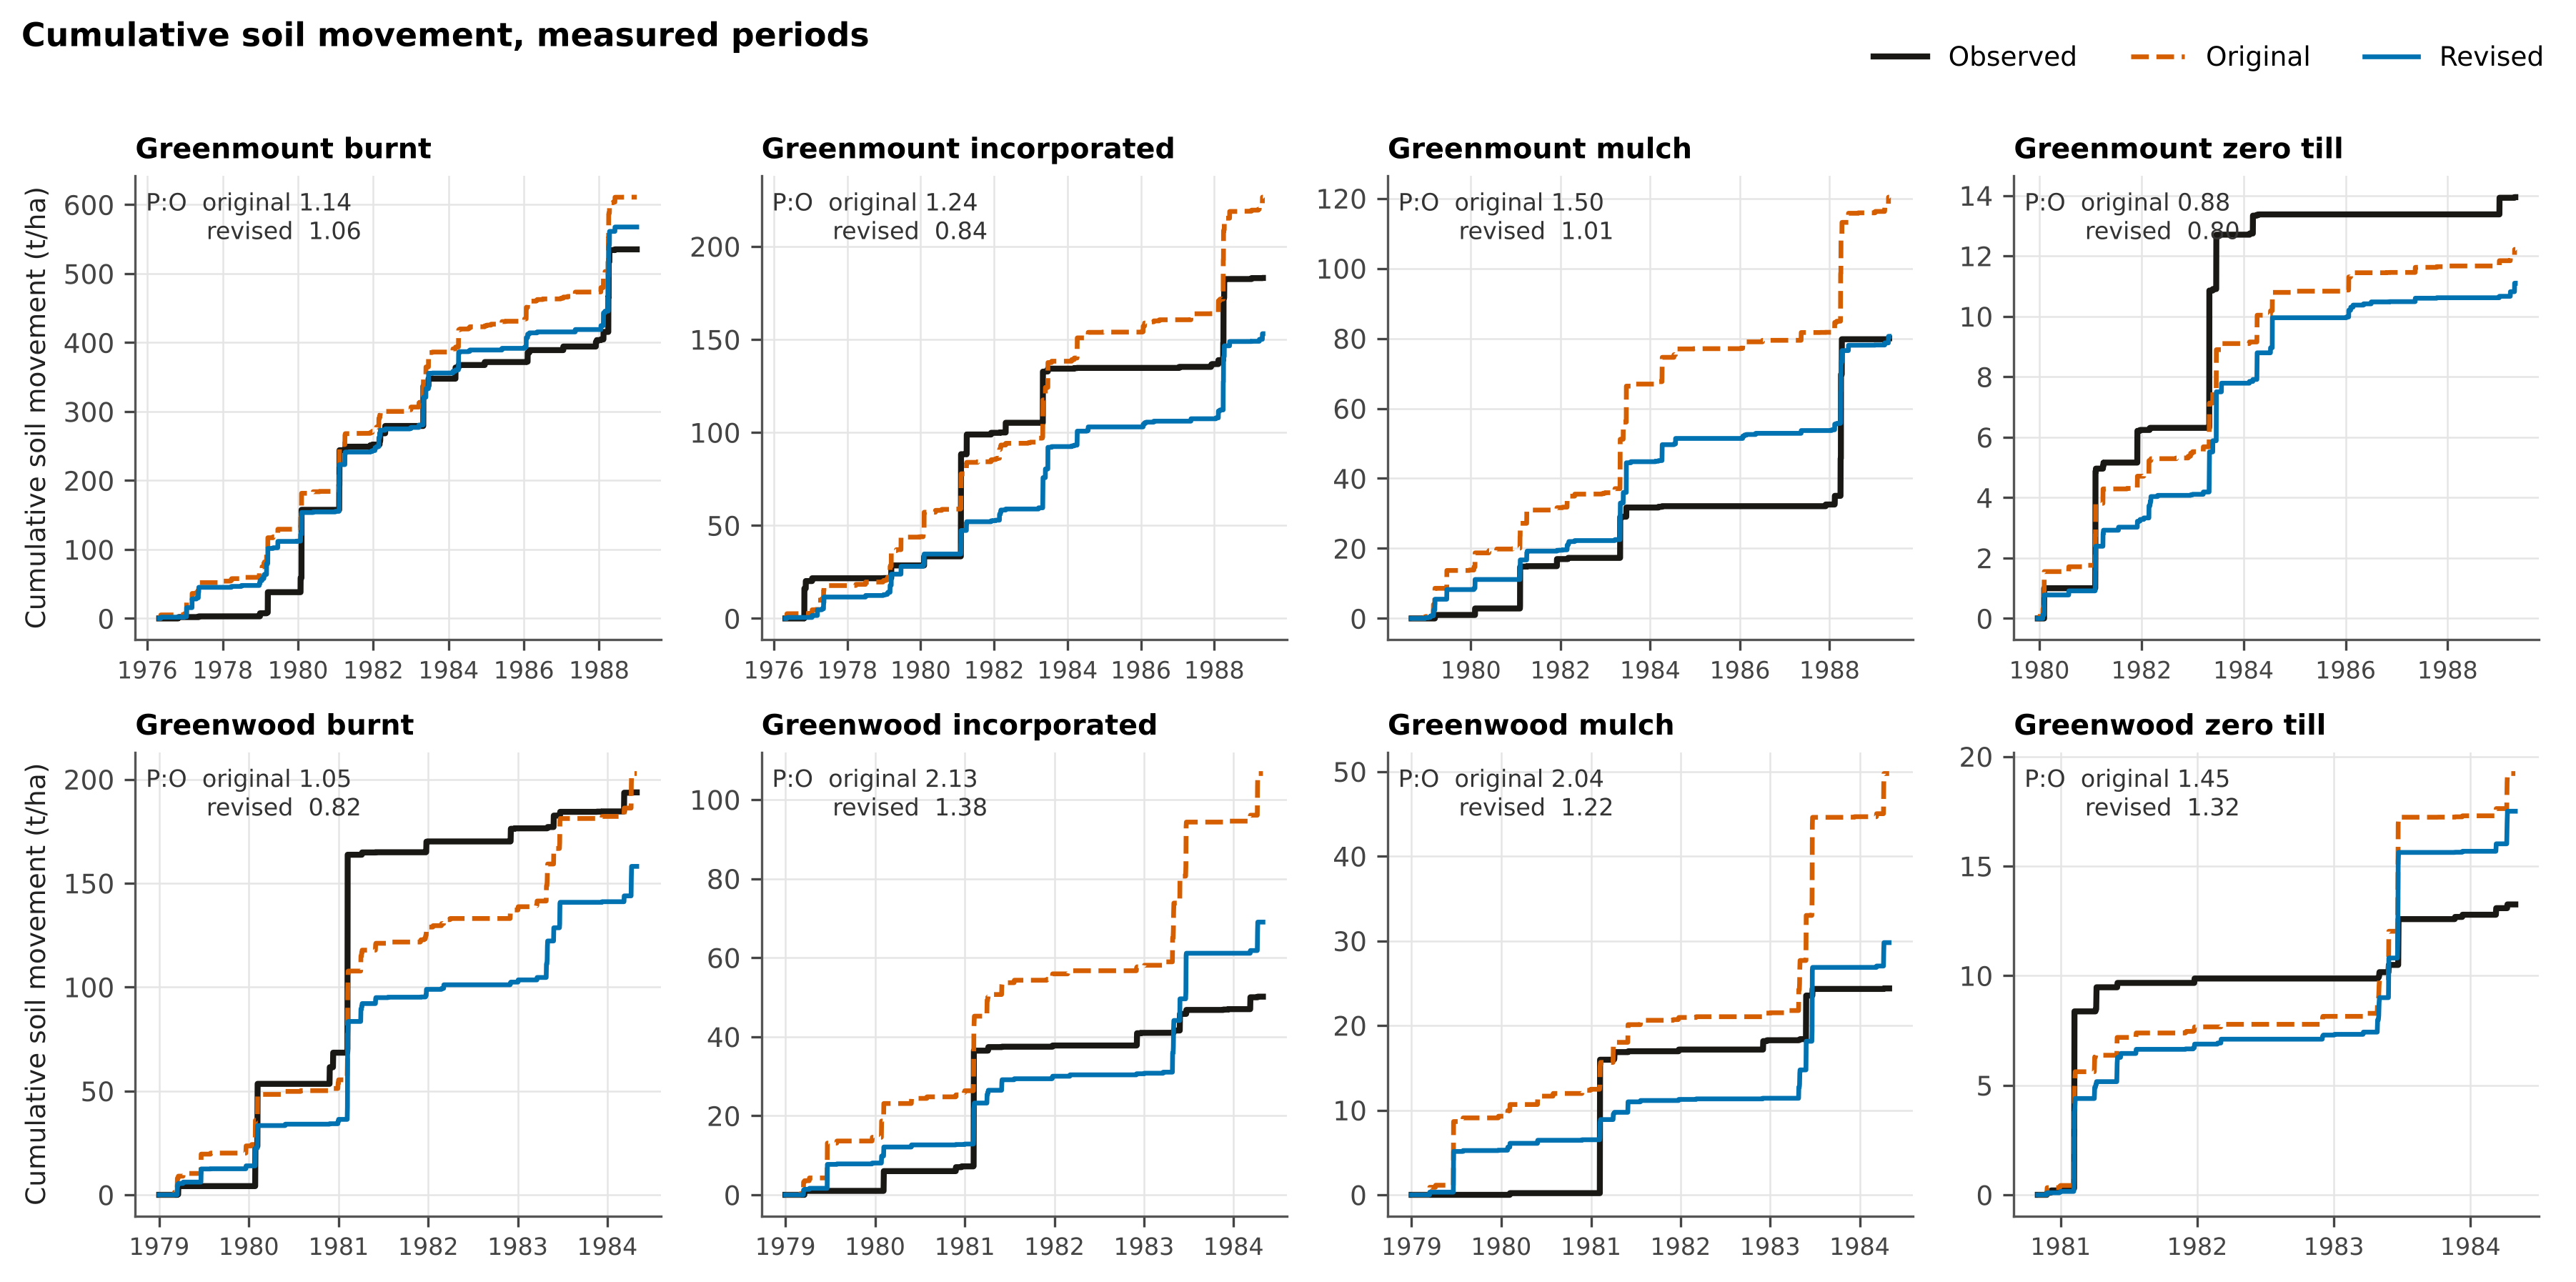 Cumulative soil movement, measured periods
Observed Original Revised
Greenmount burnt
P:O original 1.14
revised 1.06
Cumulative soil movement (t/ha)
600
500
400
300
200
100
0
1976 1978 1980 1982 1984 1986 1988
Greenmount incorporated
P:O original 1.24
revised 0.84
200
150
100
50
0
1976 1978 1980 1982 1984 1986 1988
Greenmount mulch
P:O original 1.50
revised 1.01
120
100
80
60
40
20
0
1980 1982 1984 1986 1988
Greenmount zero till
P:O original 0.88
revised 0.80
14
12
10
8
6
4
2
0
1980 1982 1984 1986 1988
Greenwood burnt
P:O original 1.05
revised 0.82
Cumulative soil movement (t/ha)
200
150
100
50
0
1979 1980 1981 1982 1983 1984
Greenwood incorporated
P:O original 2.13
revised 1.38
100
80
60
40
20
0
1979 1980 1981 1982 1983 1984
Greenwood mulch
P:O original 2.04
revised 1.22
50
40
30
20
10
0
1979 1980 1981 1982 1983 1984
Greenwood zero till
P:O original 1.45
revised 1.32
20
15
10
5
0
1981 1982 1983 1984